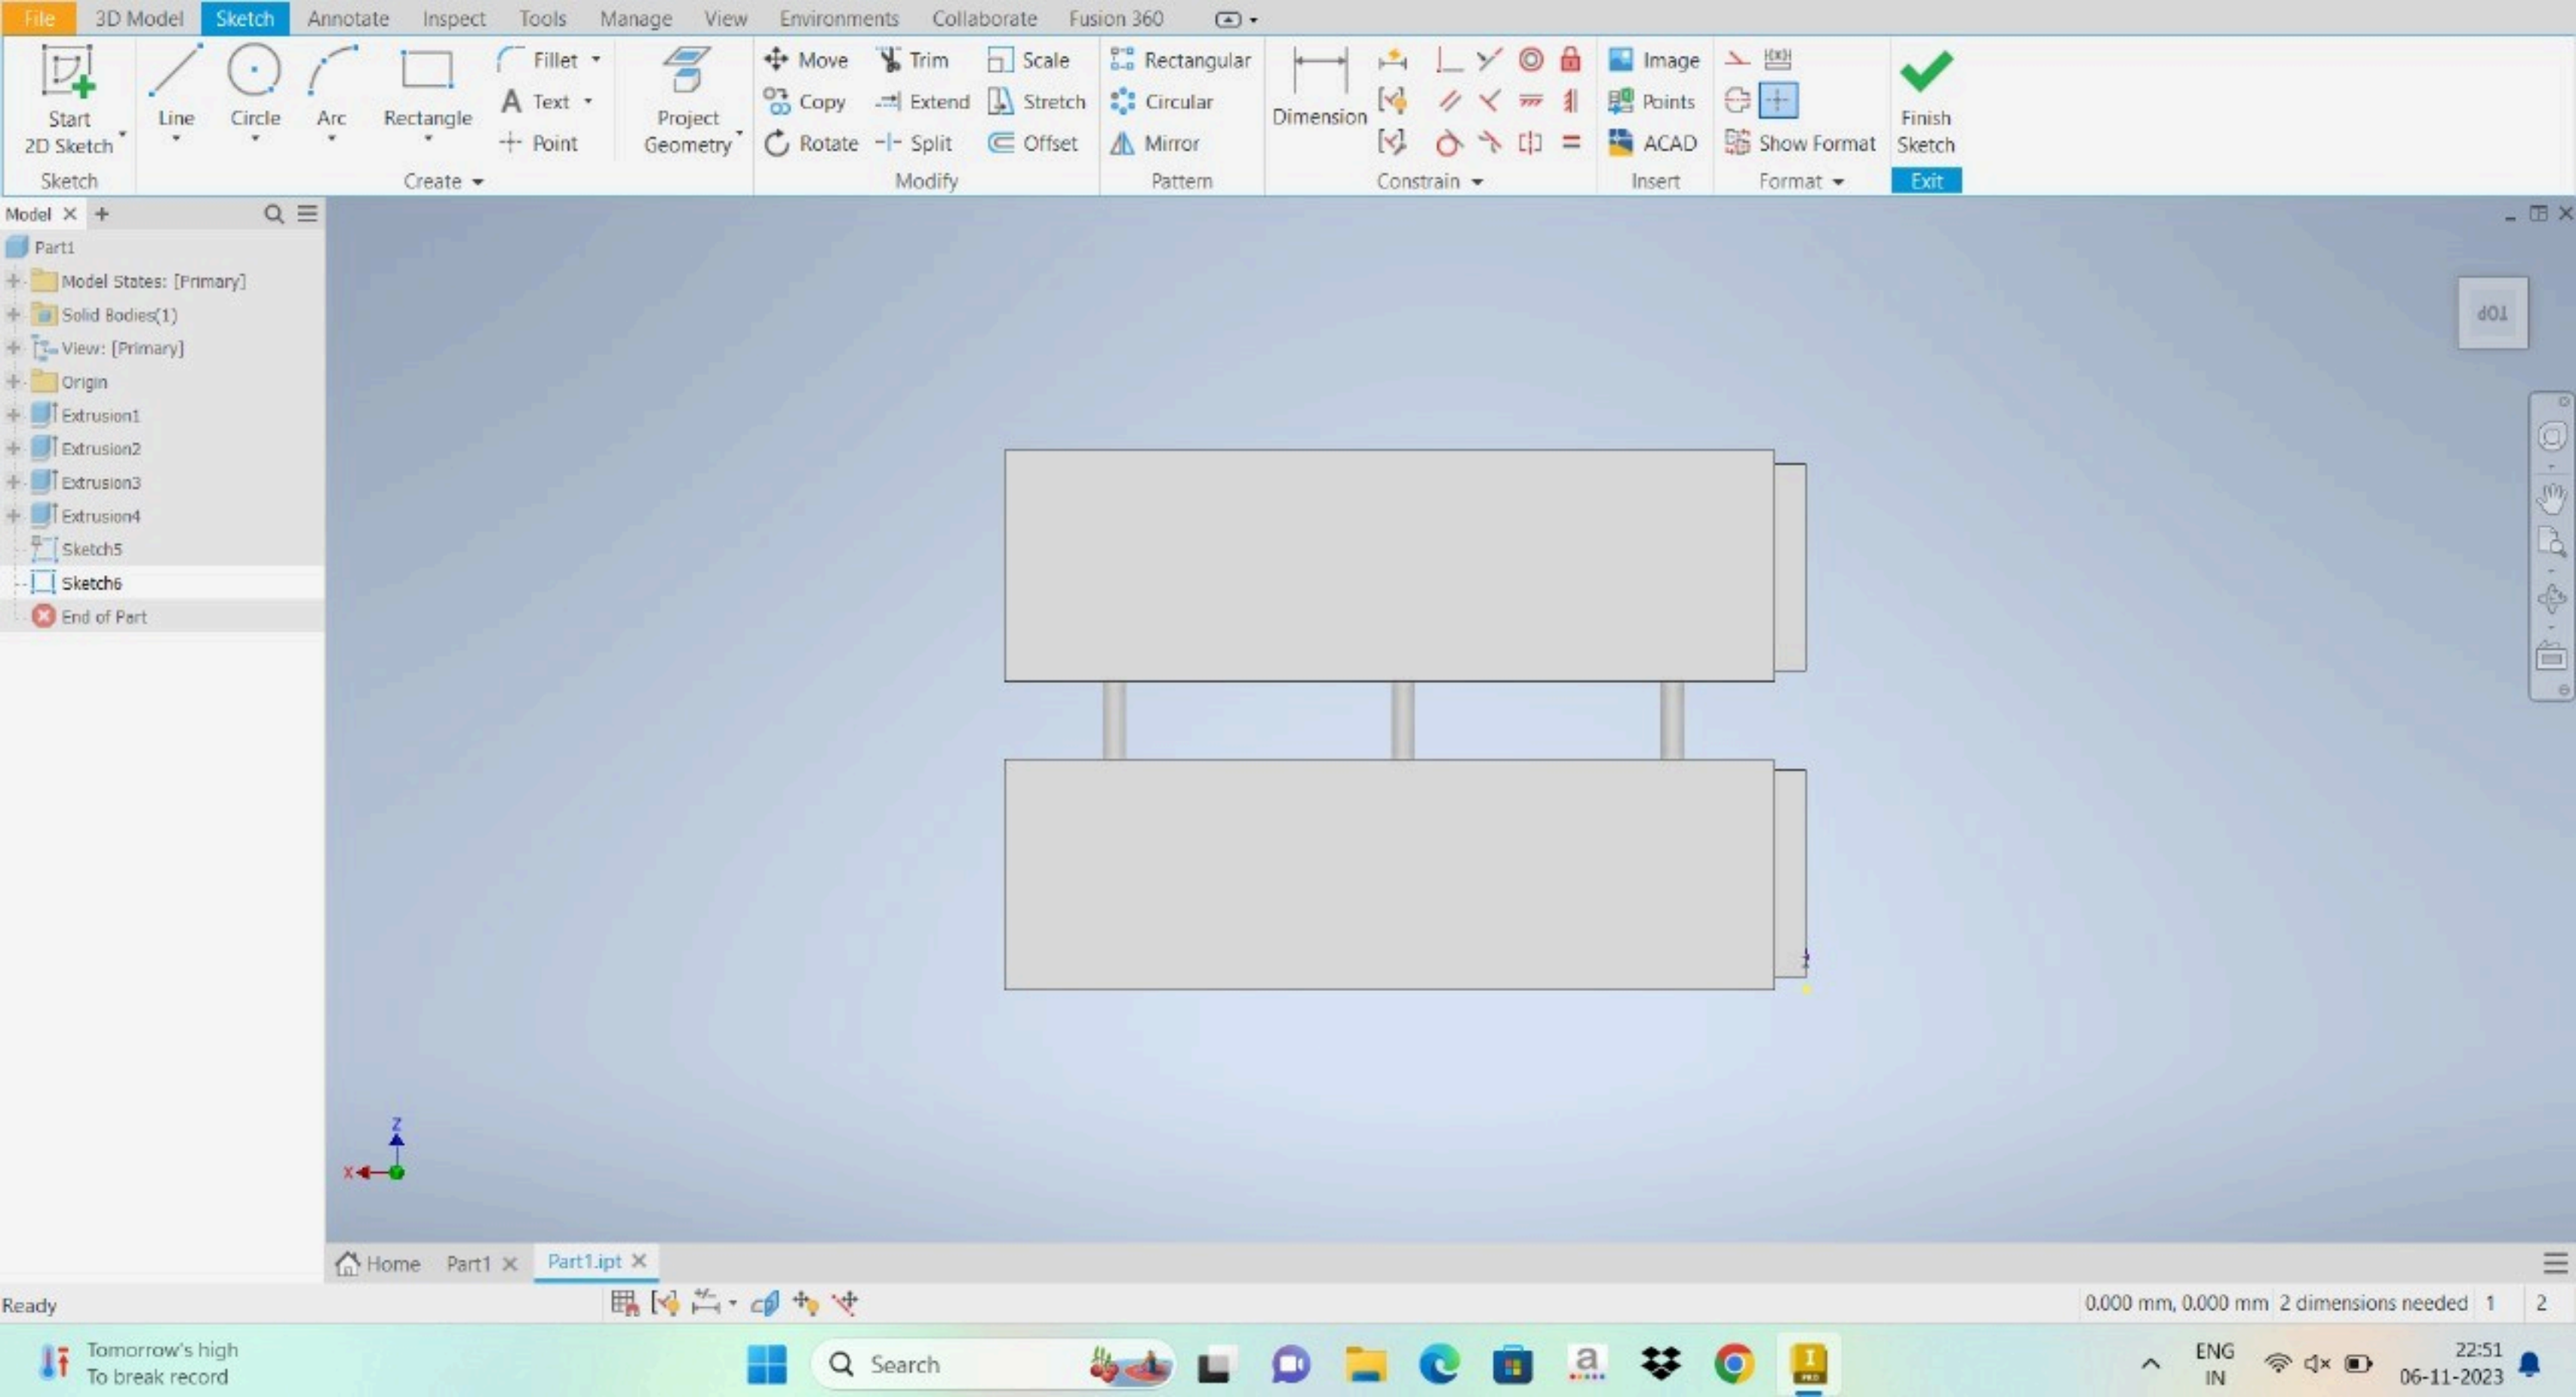 File 3D Model Sketch Annotate Inspect Tools Manage View Environments Collaborate Fusion 360
Start
2D Sketch
Line Circle Arc Rectangle
Fillet
Text
Point
Project
Geometry
Move Trim Scale
Copy Extend Stretch
Rotate Split Offset
Rectangular
Circular
Mirror
Dimension
Image
Points
ACAD
Show Format
Finish
Sketch
Sketch Create Modify Pattern Constrain Insert Format Exit
Model
Part1
Model States: [Primary]
Solid Bodies(1)
View: [Primary]
Origin
Extrusion1
Extrusion2
Extrusion3
Extrusion4
Sketch5
Sketch6
End of Part
TOP
Z
X
Home Part1 Part1.ipt
Ready
0.000 mm, 0.000 mm 2 dimensions needed 1 2
Tomorrow's high
To break record
Search
ENG
IN
22:51
06-11-2023